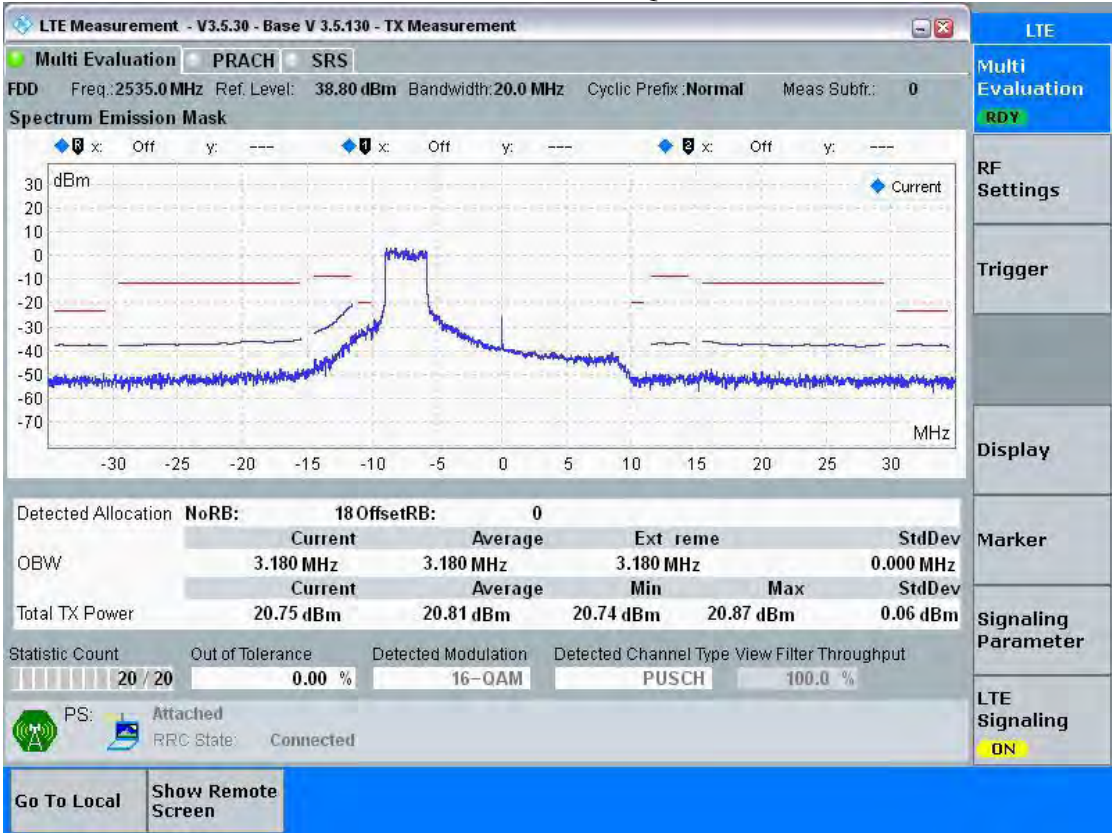 LTE Measurement - V3.5.30 - Base V 3.5.130 - TX Measurement
LTE
Multi Evaluation PRACH SRS
FDD Freq.:2535.0 MHz Ref. Level: 38.80 dBm Bandwidth:20.0 MHz Cyclic Prefix :Normal Meas Subfr.: 0
Spectrum Emission Mask
R x: Off y: --- 1 x: Off y: --- 2 x: Off y: ---
dBm
Current
30
20
10
0
-10
-20
-30
-40
-50
-60
-70
MHz
-30 -25 -20 -15 -10 -5 0 5 10 15 20 25 30
Detected Allocation NoRB: 18 OffsetRB: 0
Current Average Ext reme StdDev
OBW 3.180 MHz 3.180 MHz 3.180 MHz 0.000 MHz
Current Average Min Max StdDev
Total TX Power 20.75 dBm 20.81 dBm 20.74 dBm 20.87 dBm 0.06 dBm
Statistic Count Out of Tolerance Detected Modulation Detected Channel Type View Filter Throughput
20 / 20 0.00 % 16-QAM PUSCH 100.0 %
PS: Attached
RRC State: Connected
Multi
Evaluation
RDY
RF
Settings
Trigger
Display
Marker
Signaling
Parameter
LTE
Signaling
ON
Go To Local
Show Remote
Screen